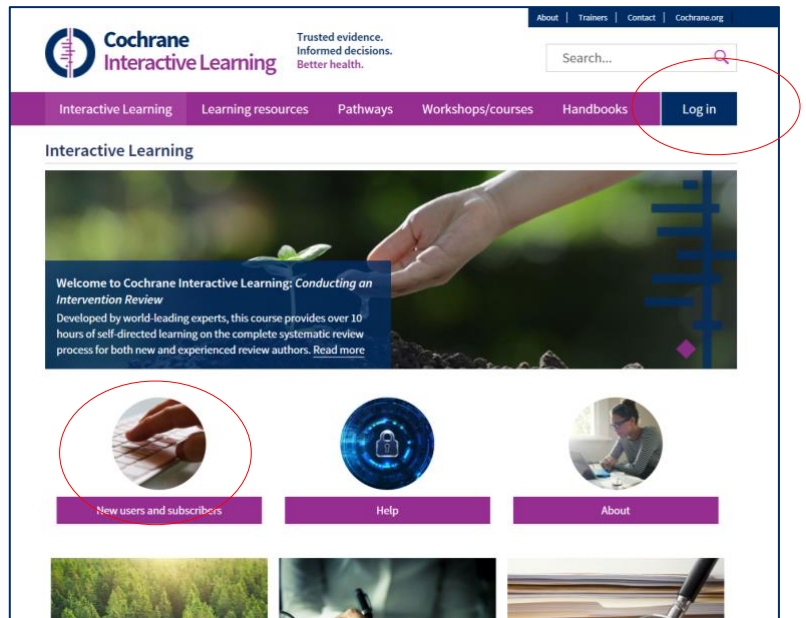 About | Trainers | Contact | Cochrane.org
Cochrane
Interactive Learning
Trusted evidence.
Informed decisions.
Better health.
Search...
Interactive Learning Learning resources Pathways Workshops/courses Handbooks Log in
Interactive Learning
Welcome to Cochrane Interactive Learning: Conducting an
Intervention Review
Developed by world-leading experts, this course provides over 10
hours of self-directed learning on the complete systematic review
process for both new and experienced review authors. Read more
New users and subscribers Help About